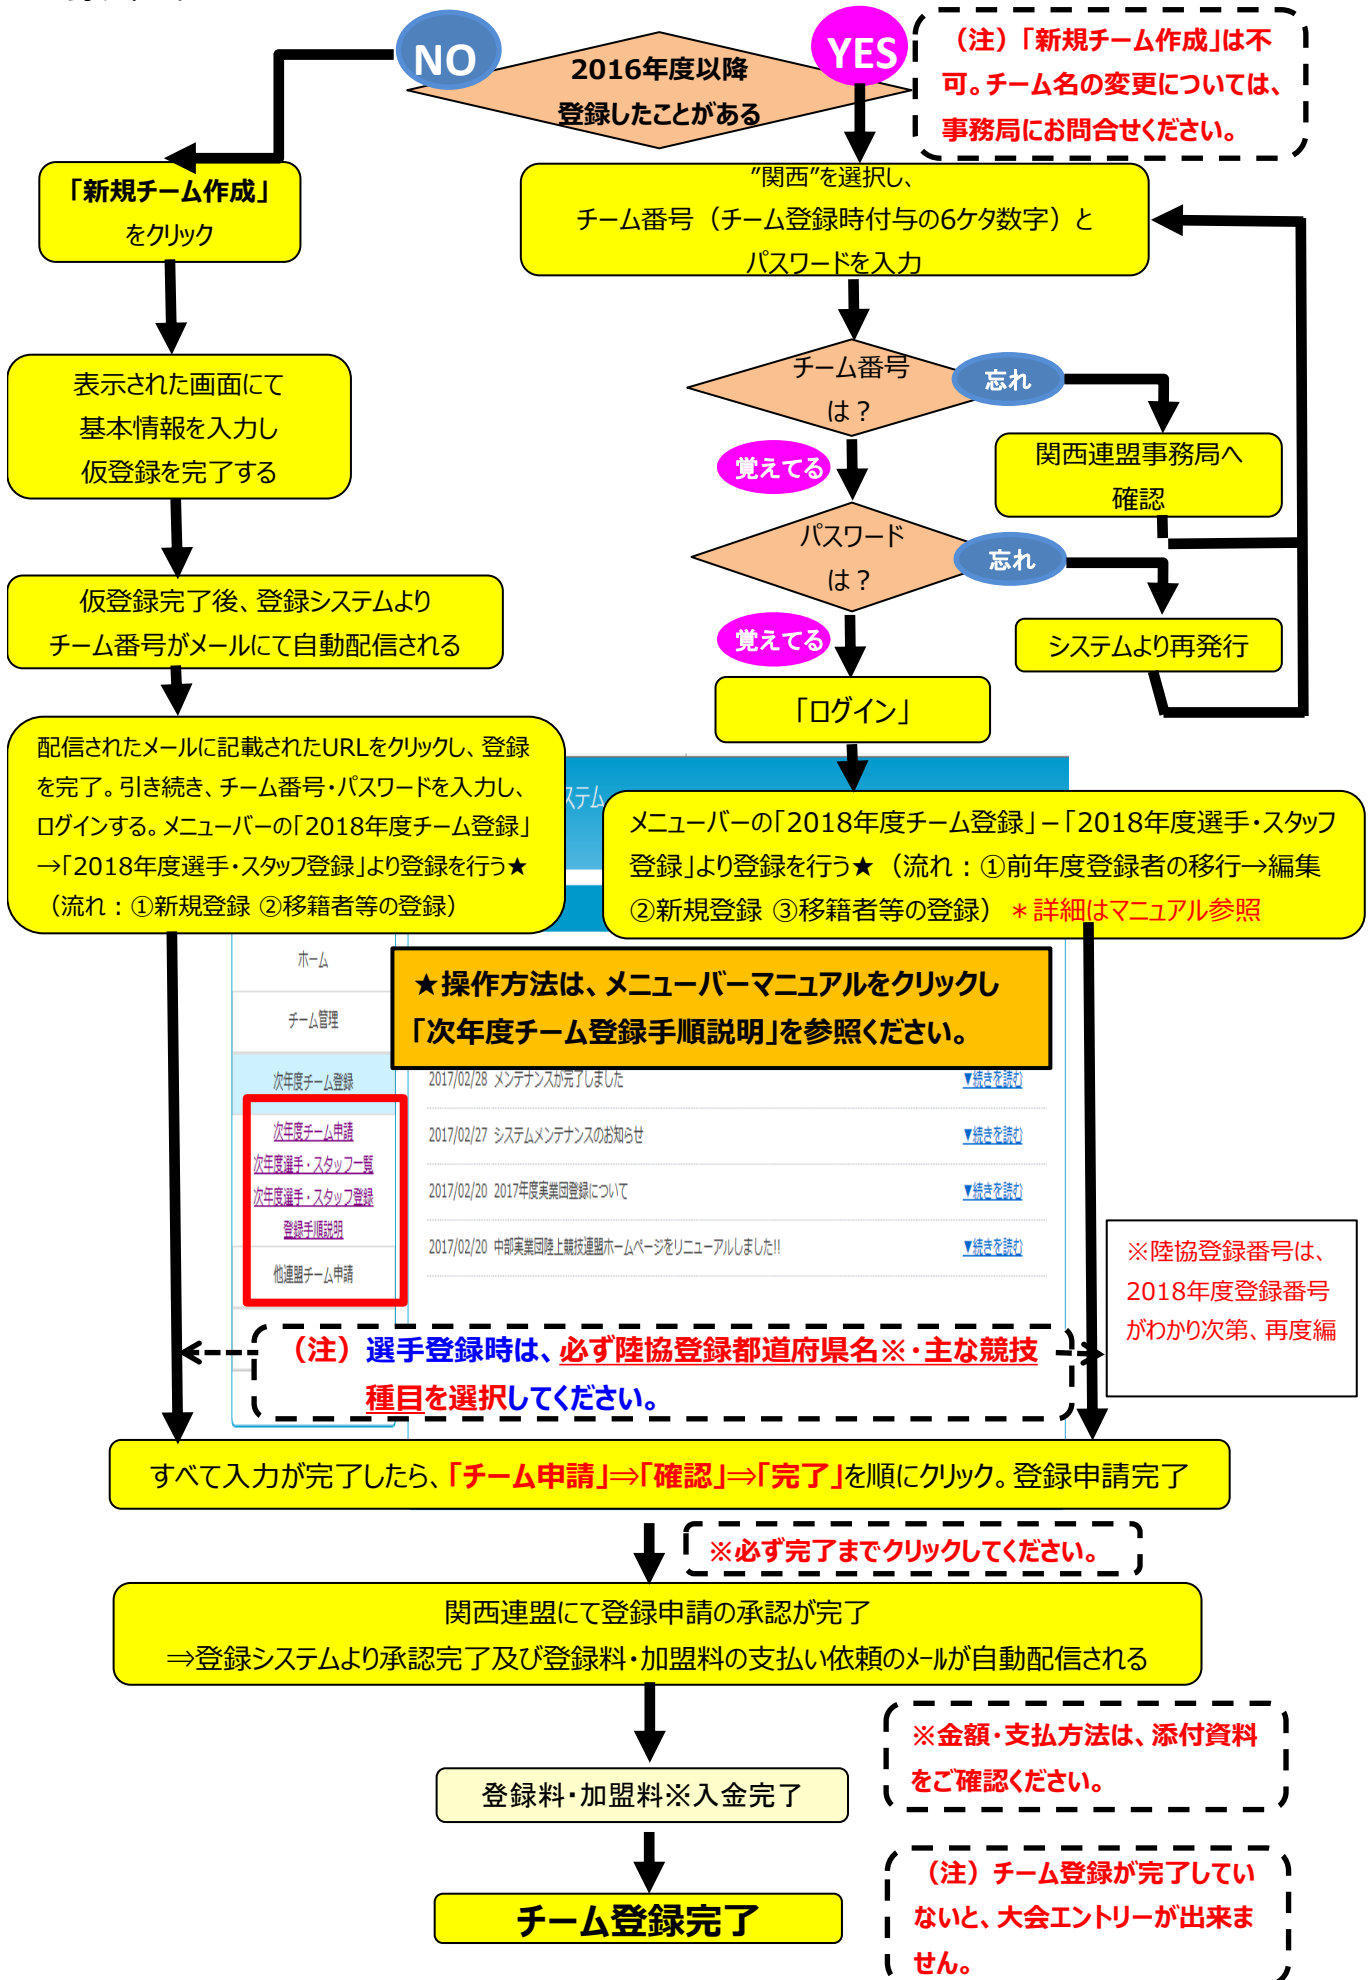 NO
2016年度以降
登録したことがある
YES
（注）「新規チーム作成」は不
可。チーム名の変更については、
事務局にお問合せください。
「新規チーム作成」
をクリック
”関西”を選択し、
チーム番号（チーム登録時付与の6ケタ数字）と
パスワードを入力
表示された画面にて
基本情報を入力し
仮登録を完了する
チーム番号
は？
忘れ
覚えてる
関西連盟事務局へ
確認
パスワード
は？
忘れ
覚えてる
システムより再発行
仮登録完了後、登録システムより
チーム番号がメールにて自動配信される
「ログイン」
配信されたメールに記載されたURLをクリックし、登録
を完了。引き続き、チーム番号・パスワードを入力し、
ログインする。メニューバーの「2018年度チーム登録」
→「2018年度選手・スタッフ登録」より登録を行う★
（流れ：①新規登録 ②移籍者等の登録）
ステム
メニューバーの「2018年度チーム登録」－「2018年度選手・スタッフ
登録」より登録を行う★（流れ：①前年度登録者の移行→編集
②新規登録 ③移籍者等の登録）＊詳細はマニュアル参照
★操作方法は、メニューバーマニュアルをクリックし
「次年度チーム登録手順説明」を参照ください。
ホーム
チーム管理
次年度チーム登録
次年度チーム申請
次年度選手・スタッフ一覧
次年度選手・スタッフ登録
登録手順説明
他連盟チーム申請
2017/02/28 メンテナンスが完了しました ▼続きを読む
2017/02/27 システムメンテナンスのお知らせ ▼続きを読む
2017/02/20 2017年度実業団登録について ▼続きを読む
2017/02/20 中部実業団陸上競技連盟ホームページをリニューアルしました!! ▼続きを読む
※陸協登録番号は、
2018年度登録番号
がわかり次第、再度編
（注）選手登録時は、必ず陸協登録都道府県名※・主な競技
種目を選択してください。
すべて入力が完了したら、「チーム申請」⇒「確認」⇒「完了」を順にクリック。登録申請完了
※必ず完了までクリックしてください。
関西連盟にて登録申請の承認が完了
⇒登録システムより承認完了及び登録料・加盟料の支払い依頼のメールが自動配信される
※金額・支払方法は、添付資料
をご確認ください。
登録料・加盟料※入金完了
チーム登録完了
（注）チーム登録が完了してい
ないと、大会エントリーが出来ま
せん。